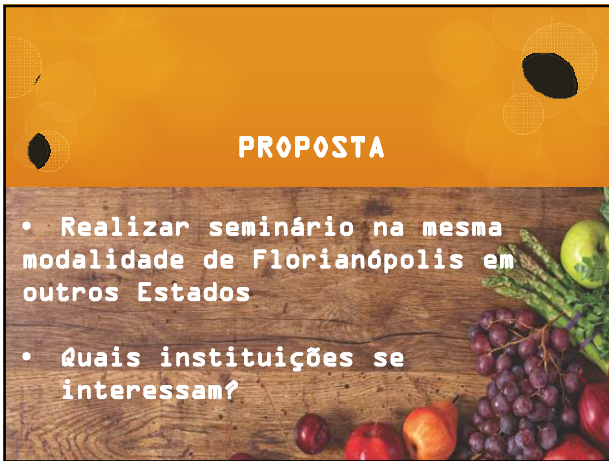 PROPOSTA
• Realizar seminário na mesma
modalidade de Florianópolis em
outros Estados
• Quais instituições se
interessam?